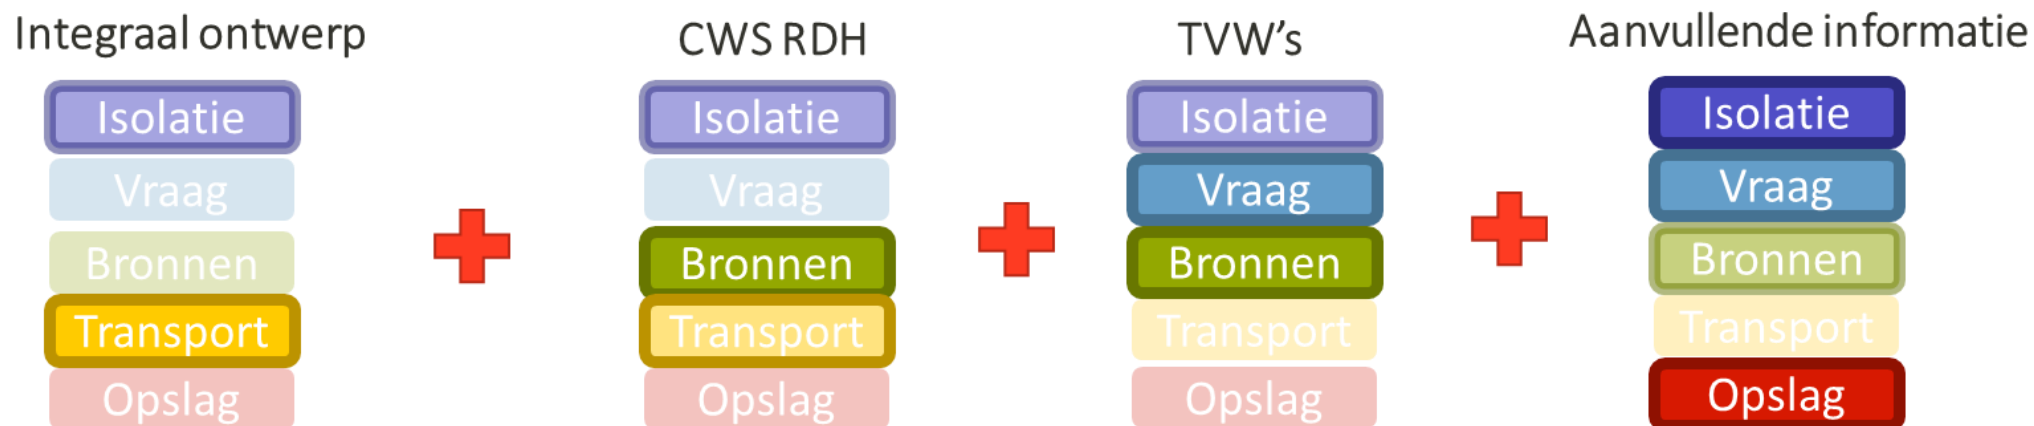 Integraal ontwerp
Isolatie
Vraag
Bronnen
Transport
Opslag
CWS RDH
Isolatie
Vraag
Bronnen
Transport
Opslag
TVW's
Isolatie
Vraag
Bronnen
Transport
Opslag
Aanvullende informatie
Isolatie
Vraag
Bronnen
Transport
Opslag